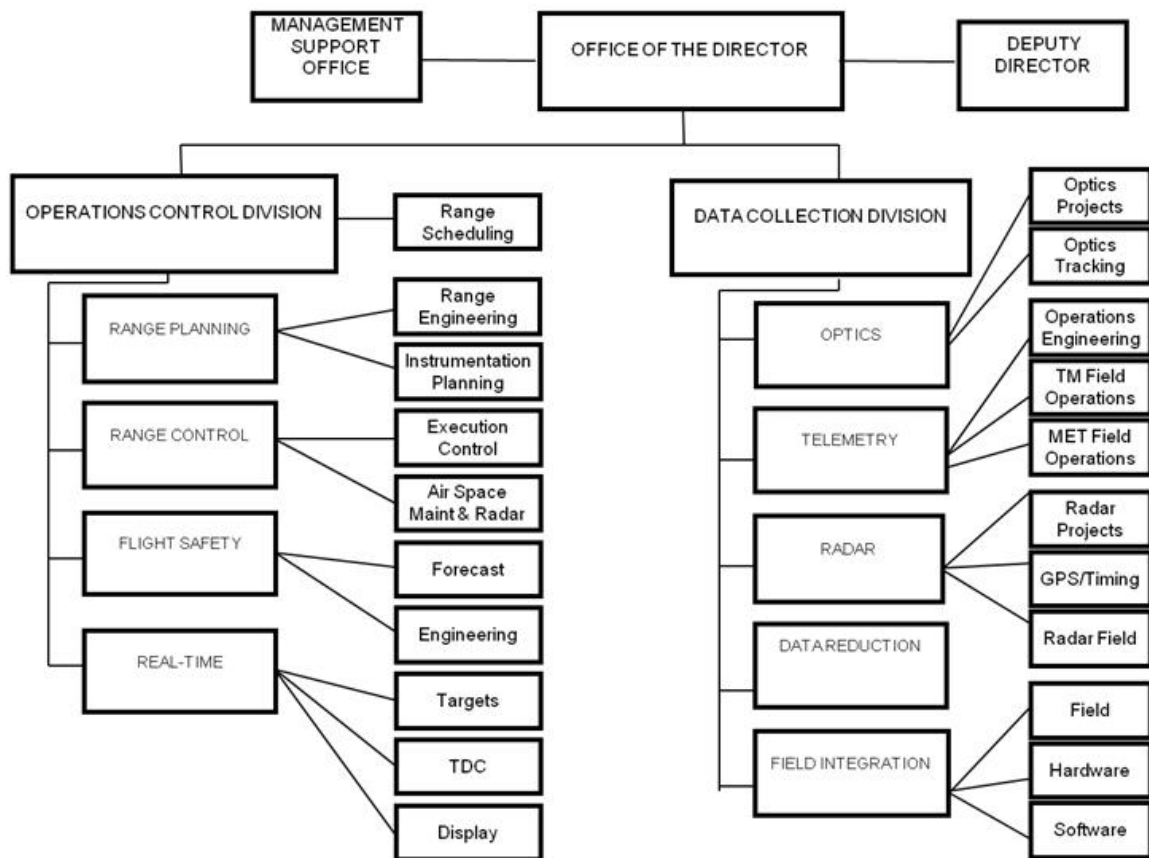 MANAGEMENT
SUPPORT
OFFICE
OFFICE OF THE DIRECTOR
DEPUTY
DIRECTOR
OPERATIONS CONTROL DIVISION
Range
Scheduling
RANGE PLANNING
Range
Engineering
Instrumentation
Planning
RANGE CONTROL
Execution
Control
Air Space
Maint & Radar
FLIGHT SAFETY
Forecast
Engineering
REAL-TIME
Targets
TDC
Display
DATA COLLECTION DIVISION
OPTICS
Optics
Projects
Optics
Tracking
TELEMETRY
Operations
Engineering
TM Field
Operations
MET Field
Operations
RADAR
Radar
Projects
GPS/Timing
Radar Field
DATA REDUCTION
FIELD INTEGRATION
Field
Hardware
Software